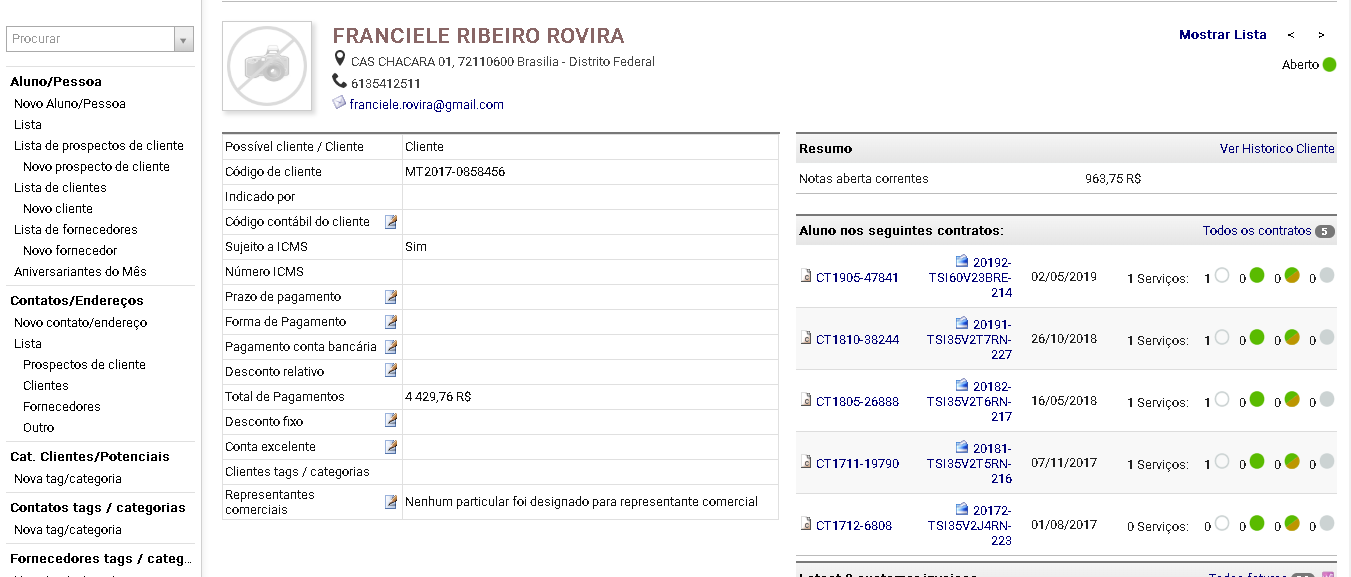 Procurar
Aluno/Pessoa
Novo Aluno/Pessoa
Lista
Lista de prospectos de cliente
Novo prospecto de cliente
Lista de clientes
Novo cliente
Lista de fornecedores
Novo fornecedor
Aniversariantes do Mês
Contatos/Endereços
Novo contato/endereço
Lista
Prospectos de cliente
Clientes
Fornecedores
Outro
Cat. Clientes/Potenciais
Nova tag/categoria
Contatos tags / categorias
Nova tag/categoria
Fornecedores tags / categ...
FRANCIELE RIBEIRO ROVIRA
CAS CHACARA 01, 72110600 Brasilia - Distrito Federal
6135412511
franciele.rovira@gmail.com
Mostrar Lista < >
Aberto
Possível cliente / Cliente Cliente
Código de cliente MT2017-0858456
Indicado por
Código contábil do cliente
Sujeito a ICMS Sim
Número ICMS
Prazo de pagamento
Forma de Pagamento
Pagamento conta bancária
Desconto relativo
Total de Pagamentos 4 429,76 R$
Desconto fixo
Conta excelente
Clientes tags / categorias
Representantes
comerciais
Nenhum particular foi designado para representante comercial
Resumo Ver Historico Cliente
Notas aberta correntes 963,75 R$
Aluno nos seguintes contratos: Todos os contratos 5
20192-
CT1905-47841 TSI60V23BRE- 02/05/2019 1 Serviços: 1 0 0 0
214
20191-
CT1810-38244 TSI35V2T7RN- 26/10/2018 1 Serviços: 1 0 0 0
227
20182-
CT1805-26888 TSI35V2T6RN- 16/05/2018 1 Serviços: 1 0 0 0
217
20181-
CT1711-19790 TSI35V2T5RN- 07/11/2017 1 Serviços: 1 0 0 0
216
20172-
CT1712-6808 TSI35V2J4RN- 01/08/2017 0 Serviços: 0 0 0 0
223